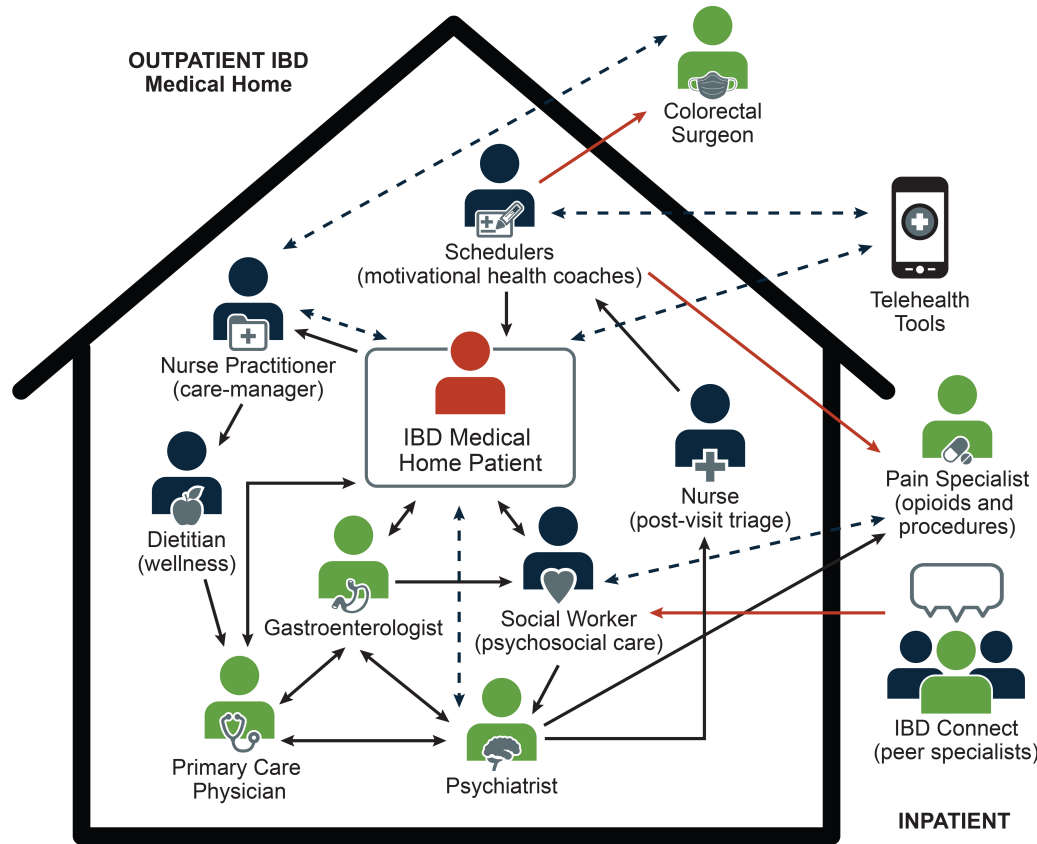 OUTPATIENT IBD
Medical Home
Colorectal
Surgeon
Schedulers
(motivational health coaches)
Telehealth
Tools
Nurse Practitioner
(care-manager)
IBD Medical
Home Patient
Pain Specialist
(opioids and
procedures)
Nurse
(post-visit triage)
Dietitian
(wellness)
Gastroenterologist
Social Worker
(psychosocial care)
IBD Connect
(peer specialists)
Primary Care
Physician
Psychiatrist
INPATIENT